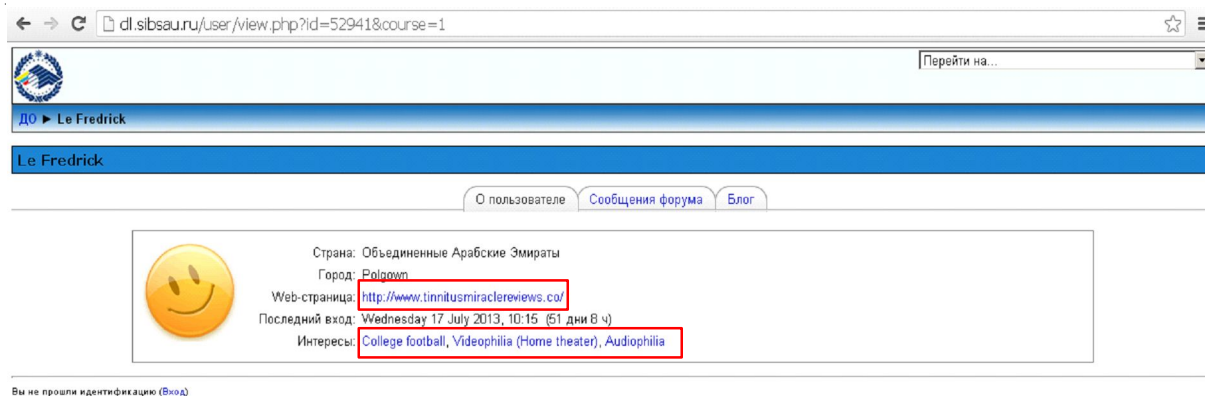 dl.sibsau.ru/user/view.php?id=52941&course=1
Перейти на...
ДО ► Le Fredrick
Le Fredrick
О пользователе Сообщения форума Блог
Страна: Объединенные Арабские Эмираты
Город: Polgown
Web-страница: http://www.tinnitusmiraclereviews.co/
Последний вход: Wednesday 17 July 2013, 10:15 (51 дни 8 ч)
Интересы: College football, Videophilia (Home theater), Audiophilia
Вы не прошли идентификацию (Вход)